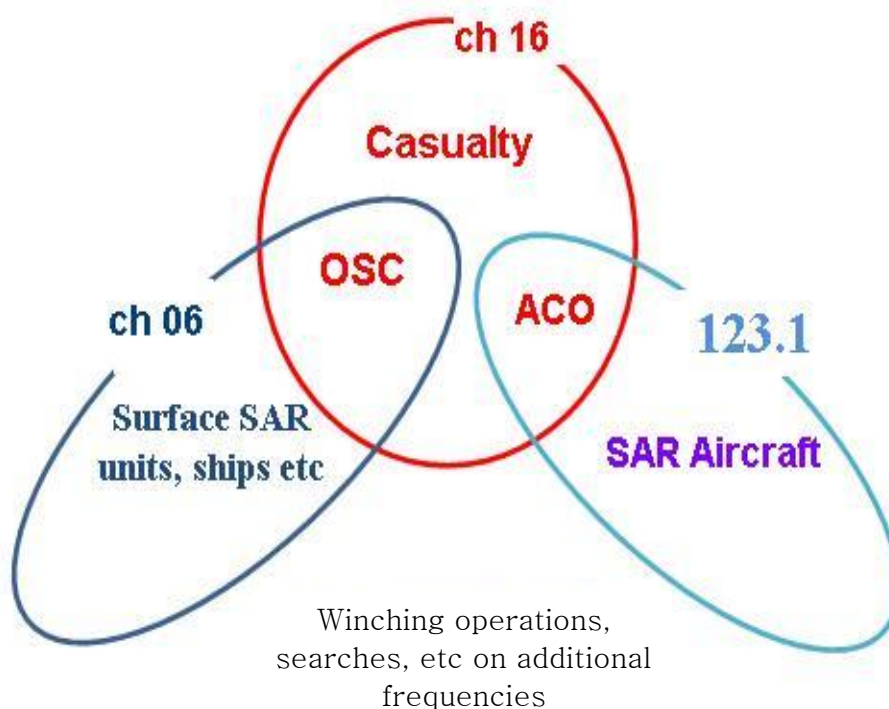 ch 16
Casualty
OSC
ACO
ch 06
123.1
Surface SAR
units, ships etc
SAR Aircraft
Winching operations,
searches, etc on additional
frequencies